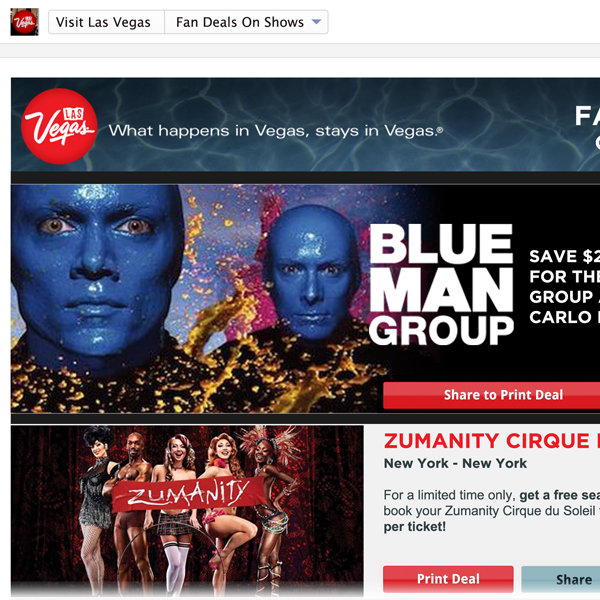 Vegas
Visit Las Vegas
Fan Deals On Shows
LAS
Vegas
What happens in Vegas, stays in Vegas.®
BLUE
MAN
GROUP
SAVE $2
FOR THE
GROUP
CARLO
Share to Print Deal
ZUMANITY
ZUMANITY CIRQUE
New York - New York
For a limited time only, get a free sea
book your Zumanity Cirque du Soleil
per ticket!
Print Deal
Share